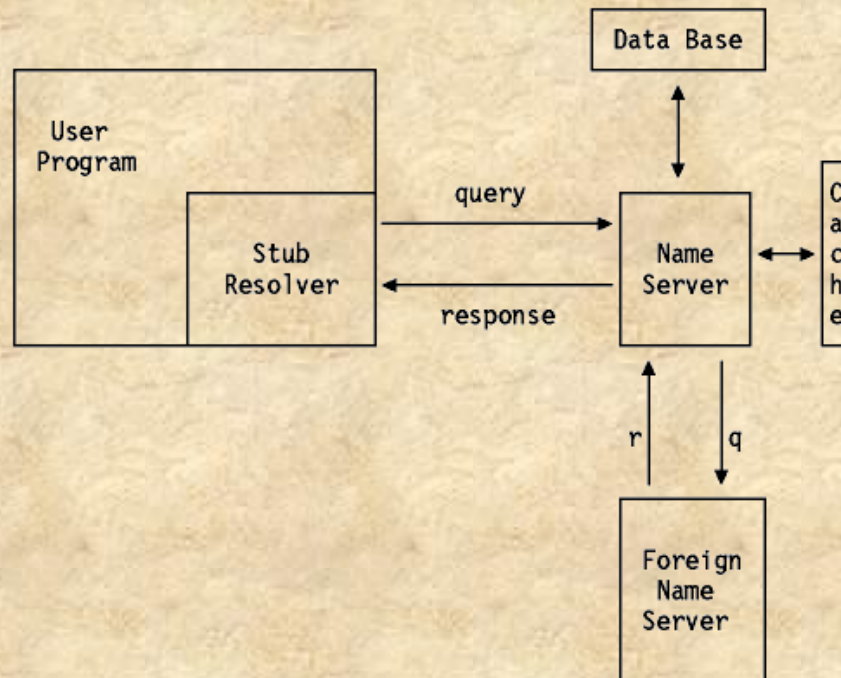 Data Base
User
Program
query
Stub
Resolver
Name
Server
C
a
c
h
e
response
r
q
Foreign
Name
Server